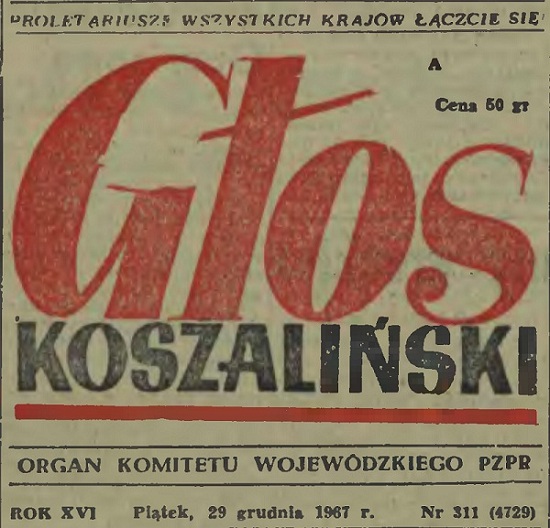 PROLETARIUSZE WSZYSTKICH KRAJÓW ŁĄCZCIE SIĘ
A
Cena 50 gr
Głos
KOSZALIŃSKI
ORGAN KOMITETU WOJEWÓDZKIEGO PZPR
ROK XVI Piątek, 29 grudnia 1967 r. Nr 311 (4729)